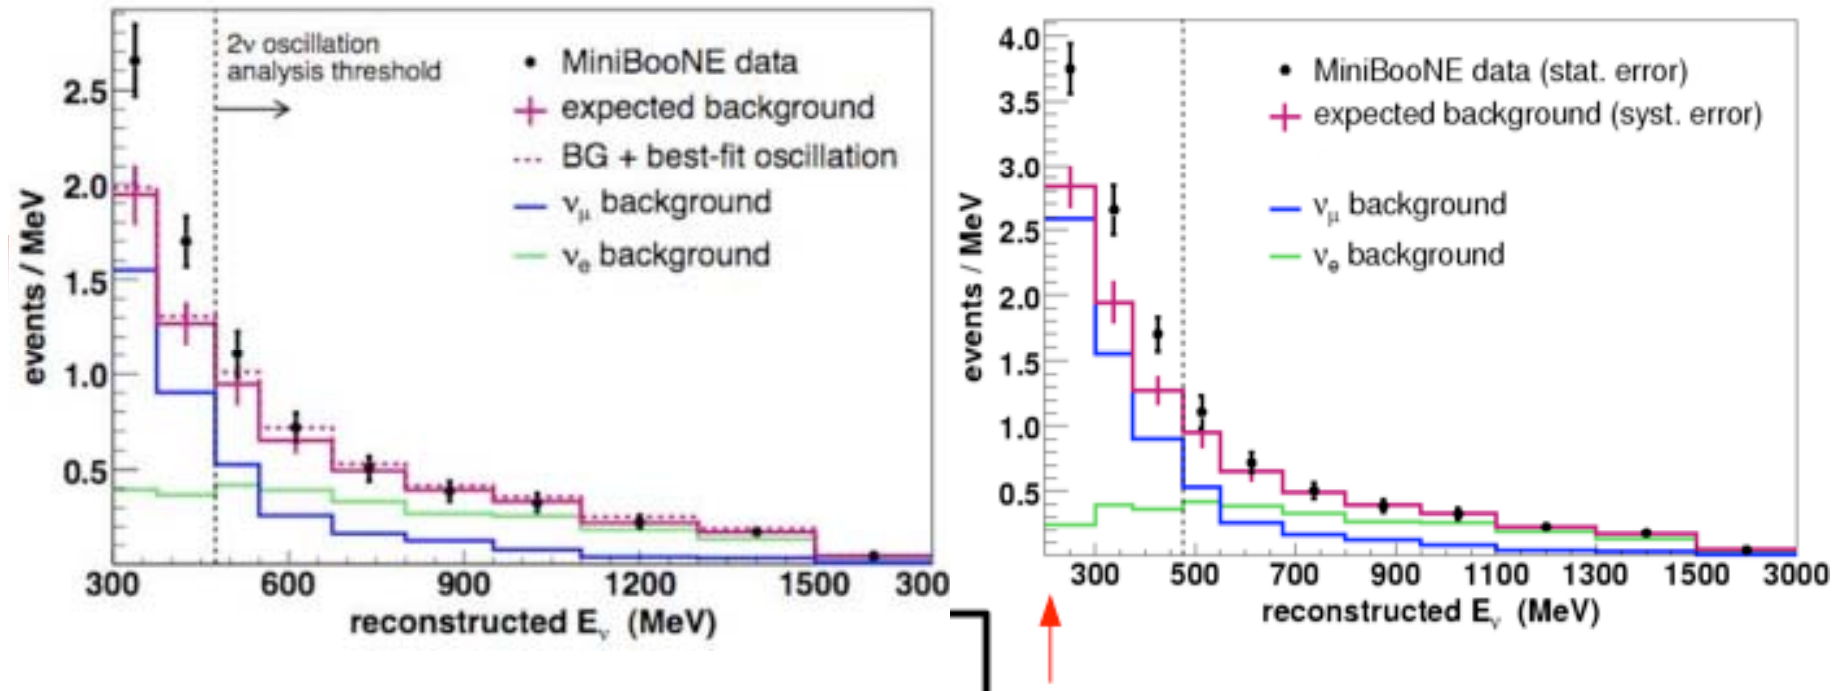 2ν oscillation
analysis threshold
MiniBooNE data
expected background
BG + best-fit oscillation
νμ background
νe background
2.5
2.0
1.5
1.0
0.5
events / MeV
300 600 900 1200 1500 300
reconstructed Eν (MeV)
MiniBooNE data (stat. error)
expected background (syst. error)
νμ background
νe background
4.0
3.5
3.0
2.5
2.0
1.5
1.0
0.5
events / MeV
300 500 700 900 1100 1300 1500 3000
reconstructed Eν (MeV)